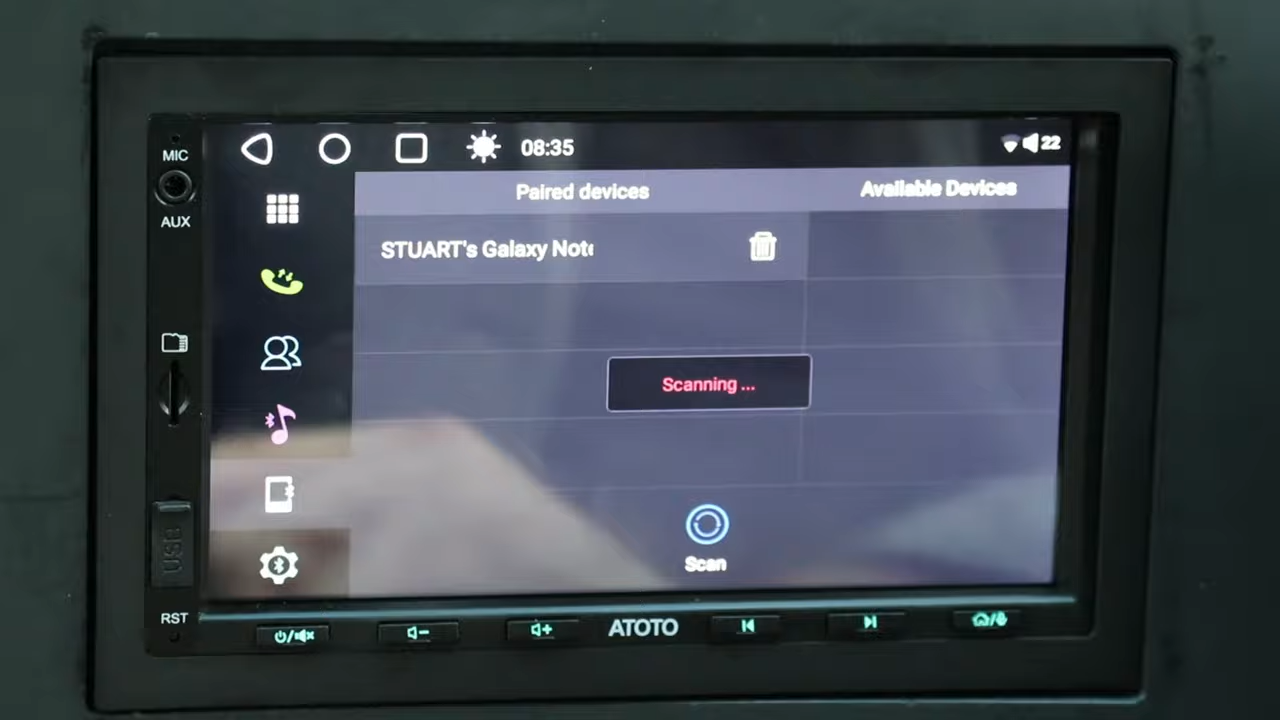 MIC
AUX
USB
RST
08:35
22
Paired devices
Available Devices
STUART's Galaxy Note
Scanning ...
Scan
ATOTO